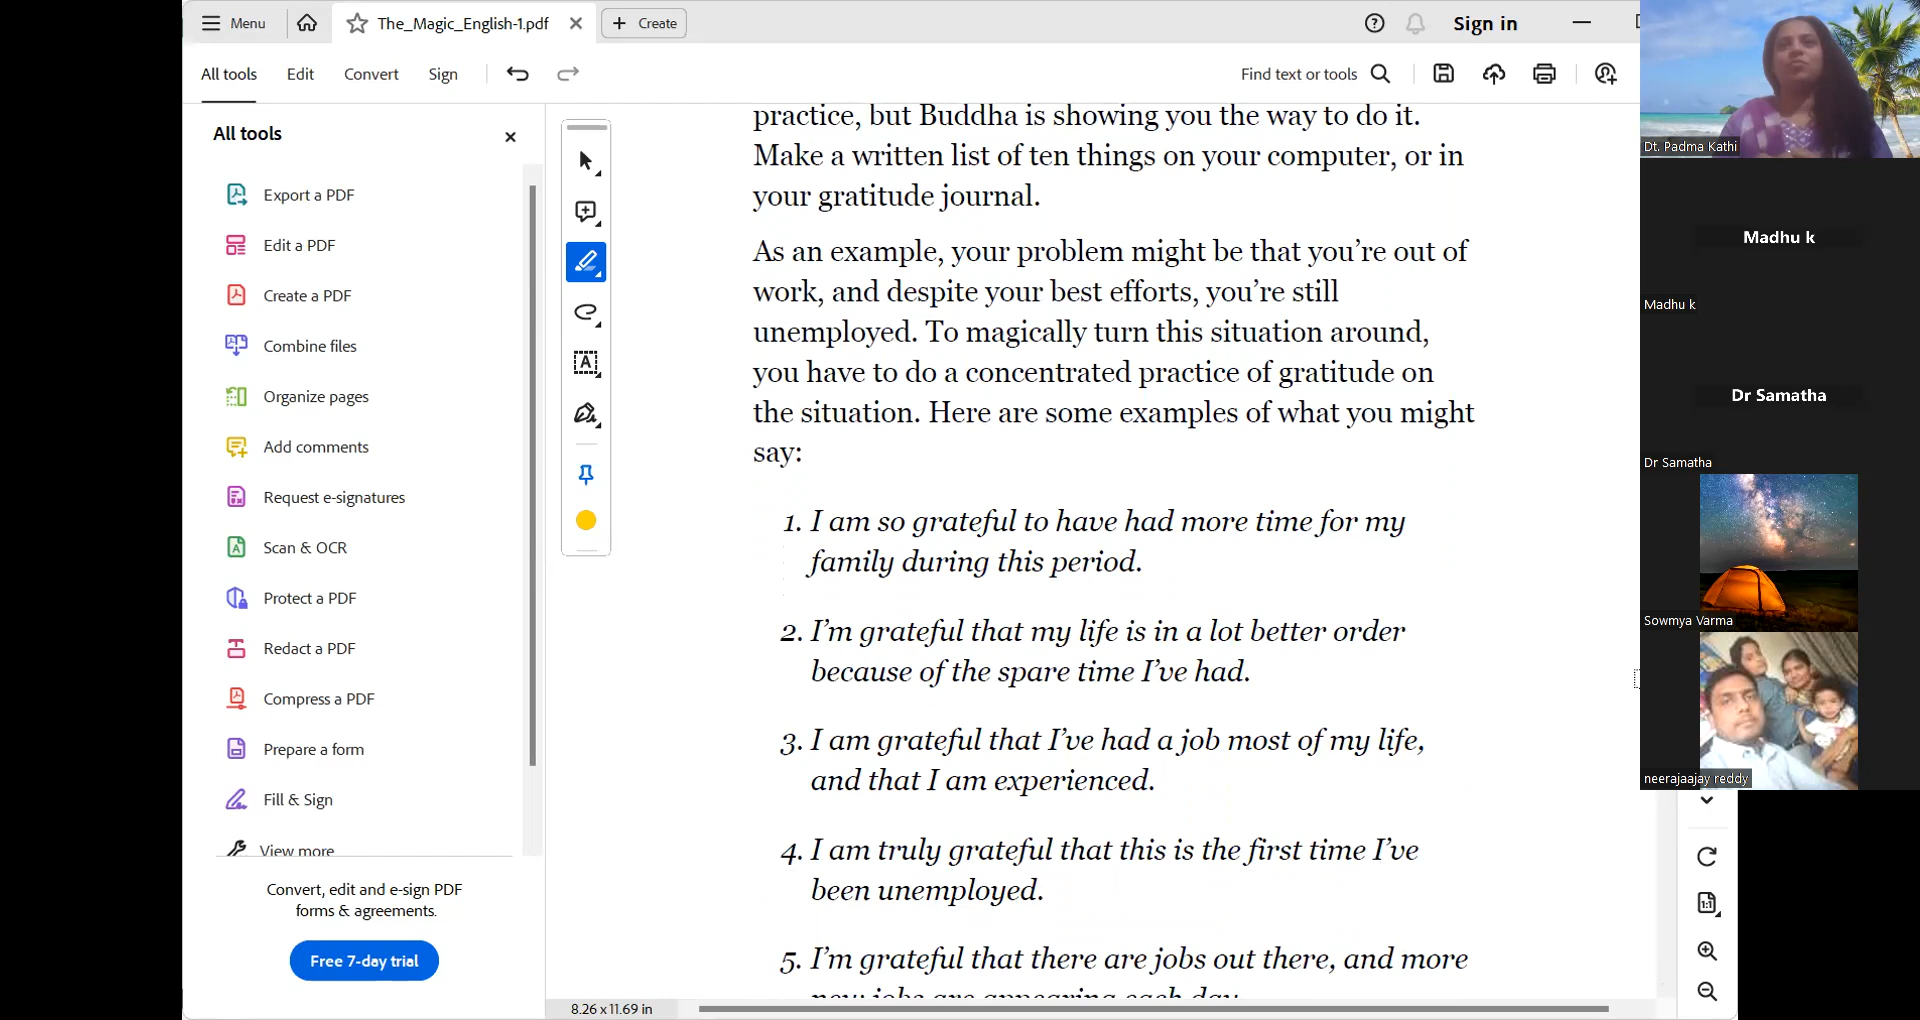 Menu
The_Magic_English-1.pdf
Create
Sign in
All tools
Edit
Convert
Sign
Find text or tools
All tools
Export a PDF
Edit a PDF
Create a PDF
Combine files
Organize pages
Add comments
Request e-signatures
Scan & OCR
Protect a PDF
Redact a PDF
Compress a PDF
Prepare a form
Fill & Sign
View more
Convert, edit and e-sign PDF
forms & agreements.
Free 7-day trial
practice, but Buddha is showing you the way to do it.
Make a written list of ten things on your computer, or in
your gratitude journal.
As an example, your problem might be that you’re out of
work, and despite your best efforts, you’re still
unemployed. To magically turn this situation around,
you have to do a concentrated practice of gratitude on
the situation. Here are some examples of what you might
say:
1. I am so grateful to have had more time for my
family during this period.
2. I’m grateful that my life is in a lot better order
because of the spare time I’ve had.
3. I am grateful that I’ve had a job most of my life,
and that I am experienced.
4. I am truly grateful that this is the first time I’ve
been unemployed.
5. I’m grateful that there are jobs out there, and more
new jobs are appearing each day.
8.26 x 11.69 in
Dt. Padma Kathi
Madhu k
Madhu k
Dr Samatha
Dr Samatha
Sowmya Varma
neerajaajay reddy
1:1